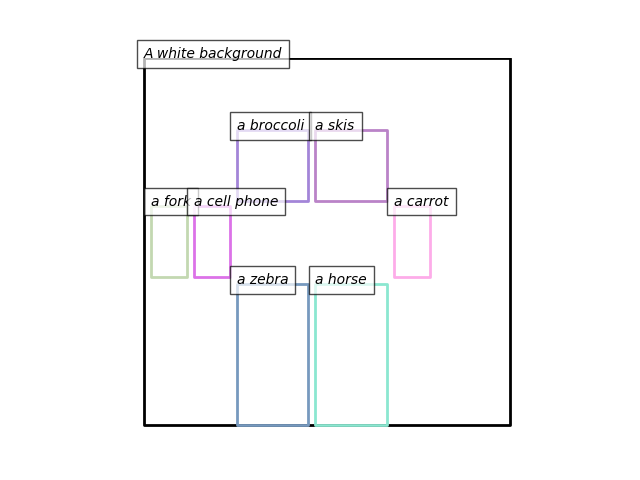 A white background
a broccoli
a skis
a fork
a cell phone
a carrot
a zebra
a horse